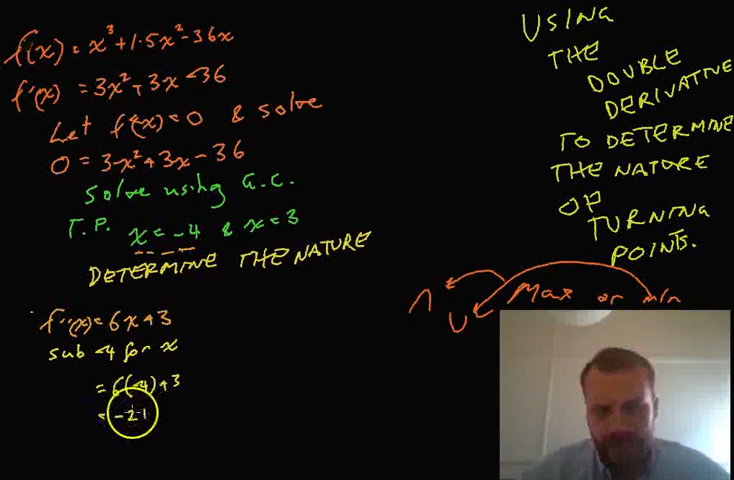 f(x) = x³ + 1.5x² - 36x
f'(x) = 3x² + 3x - 36
Let f'(x) = 0 & solve
0 = 3x² + 3x - 36
Solve using G.C.
T.P. x = -4 & x = 3
DETERMINE THE NATURE
f''(x) = 6x + 3
sub -4 for x
= 6(-4) + 3
= -21
USING
THE
DOUBLE
DERIVATIVE
TO DETERMINE
THE NATURE
OF
TURNING
POINTS.
Max or min